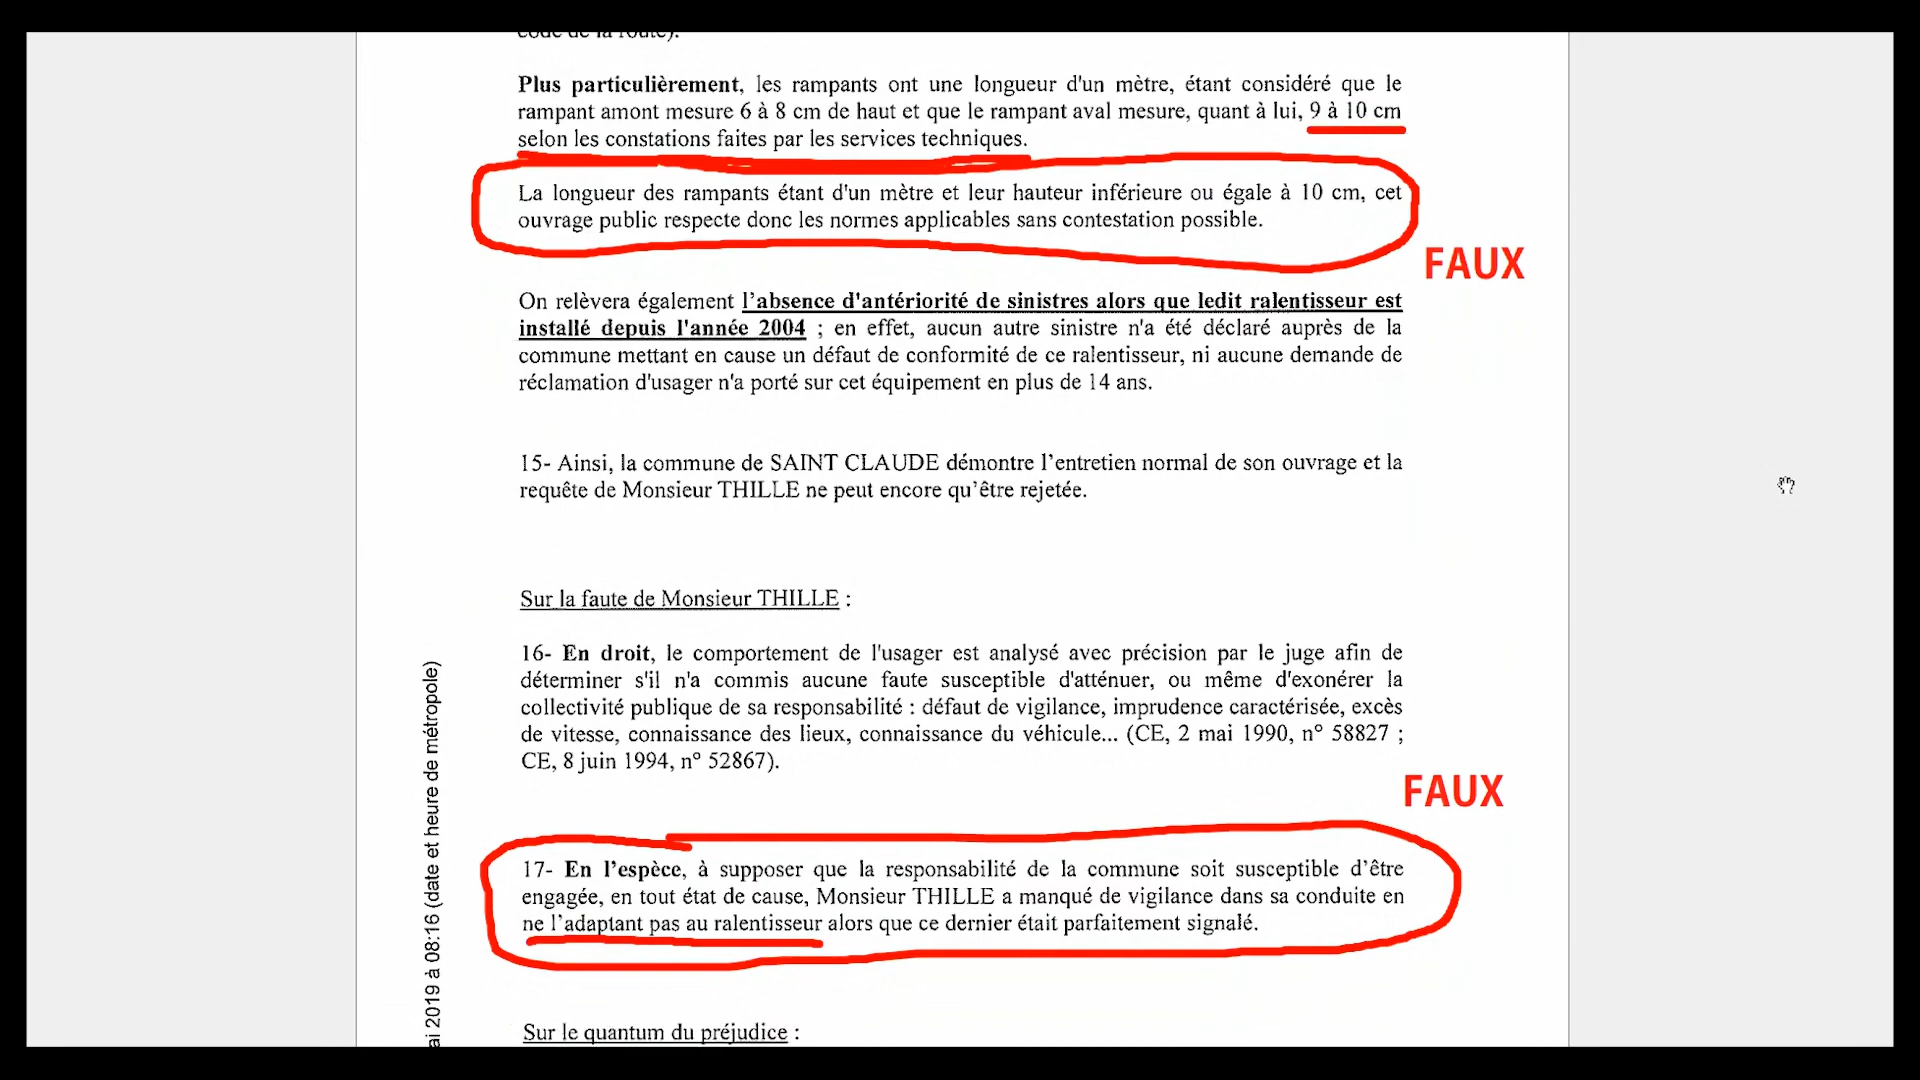 code de la route).
Plus particulièrement, les rampants ont une longueur d'un mètre, étant considéré que le
rampant amont mesure 6 à 8 cm de haut et que le rampant aval mesure, quant à lui, 9 à 10 cm
selon les constations faites par les services techniques.
La longueur des rampants étant d'un mètre et leur hauteur inférieure ou égale à 10 cm, cet
ouvrage public respecte donc les normes applicables sans contestation possible.
FAUX
On relèvera également l'absence d'antériorité de sinistres alors que ledit ralentisseur est
installé depuis l'année 2004 ; en effet, aucun autre sinistre n'a été déclaré auprès de la
commune mettant en cause un défaut de conformité de ce ralentisseur, ni aucune demande de
réclamation d'usager n'a porté sur cet équipement en plus de 14 ans.
15- Ainsi, la commune de SAINT CLAUDE démontre l'entretien normal de son ouvrage et la
requête de Monsieur THILLE ne peut encore qu'être rejetée.
Sur la faute de Monsieur THILLE :
16- En droit, le comportement de l'usager est analysé avec précision par le juge afin de
déterminer s'il n'a commis aucune faute susceptible d'atténuer, ou même d'exonérer la
collectivité publique de sa responsabilité : défaut de vigilance, imprudence caractérisée, excès
de vitesse, connaissance des lieux, connaissance du véhicule... (CE, 2 mai 1990, n° 58827 ;
CE, 8 juin 1994, n° 52867).
FAUX
17- En l'espèce, à supposer que la responsabilité de la commune soit susceptible d'être
engagée, en tout état de cause, Monsieur THILLE a manqué de vigilance dans sa conduite en
ne l'adaptant pas au ralentisseur alors que ce dernier était parfaitement signalé.
Sur le quantum du préjudice :
ai 2019 à 08:16 (date et heure de métropole)